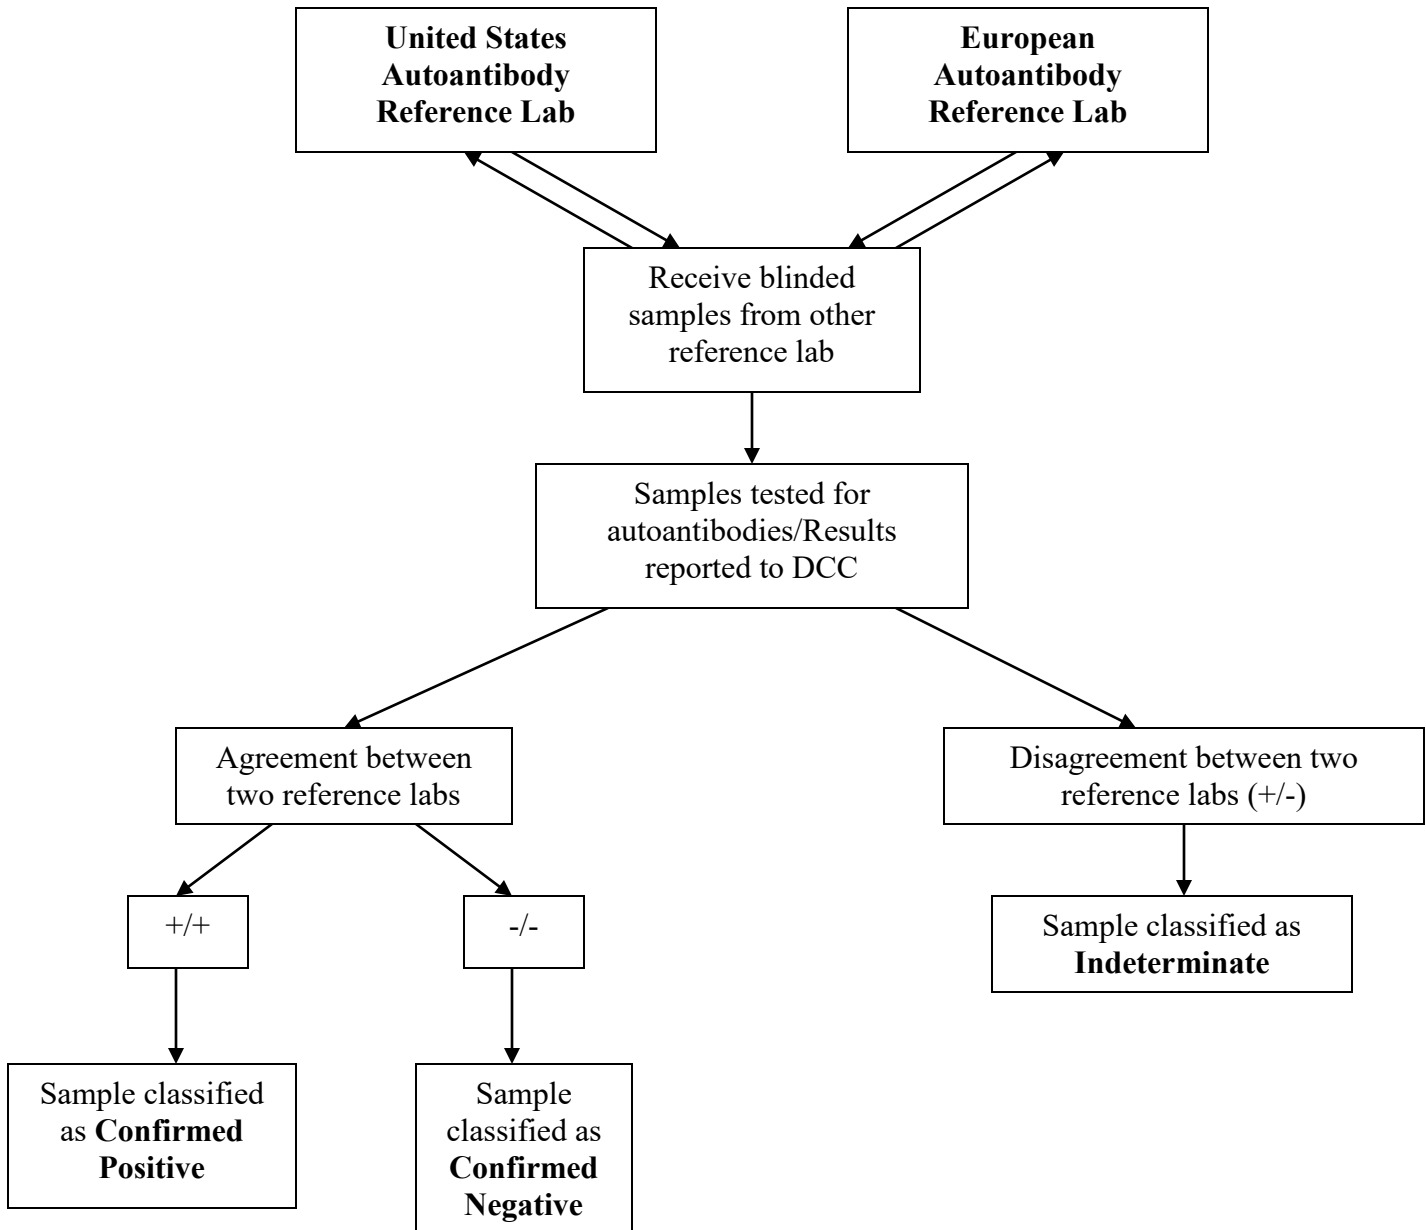 United States
Autoantibody
Reference Lab
European
Autoantibody
Reference Lab
Receive blinded
samples from other
reference lab
Samples tested for
autoantibodies/Results
reported to DCC
Agreement between
two reference labs
Disagreement between two
reference labs (+/-)
+/+
-/-
Sample classified as
Indeterminate
Sample classified
as Confirmed
Positive
Sample
classified as
Confirmed
Negative